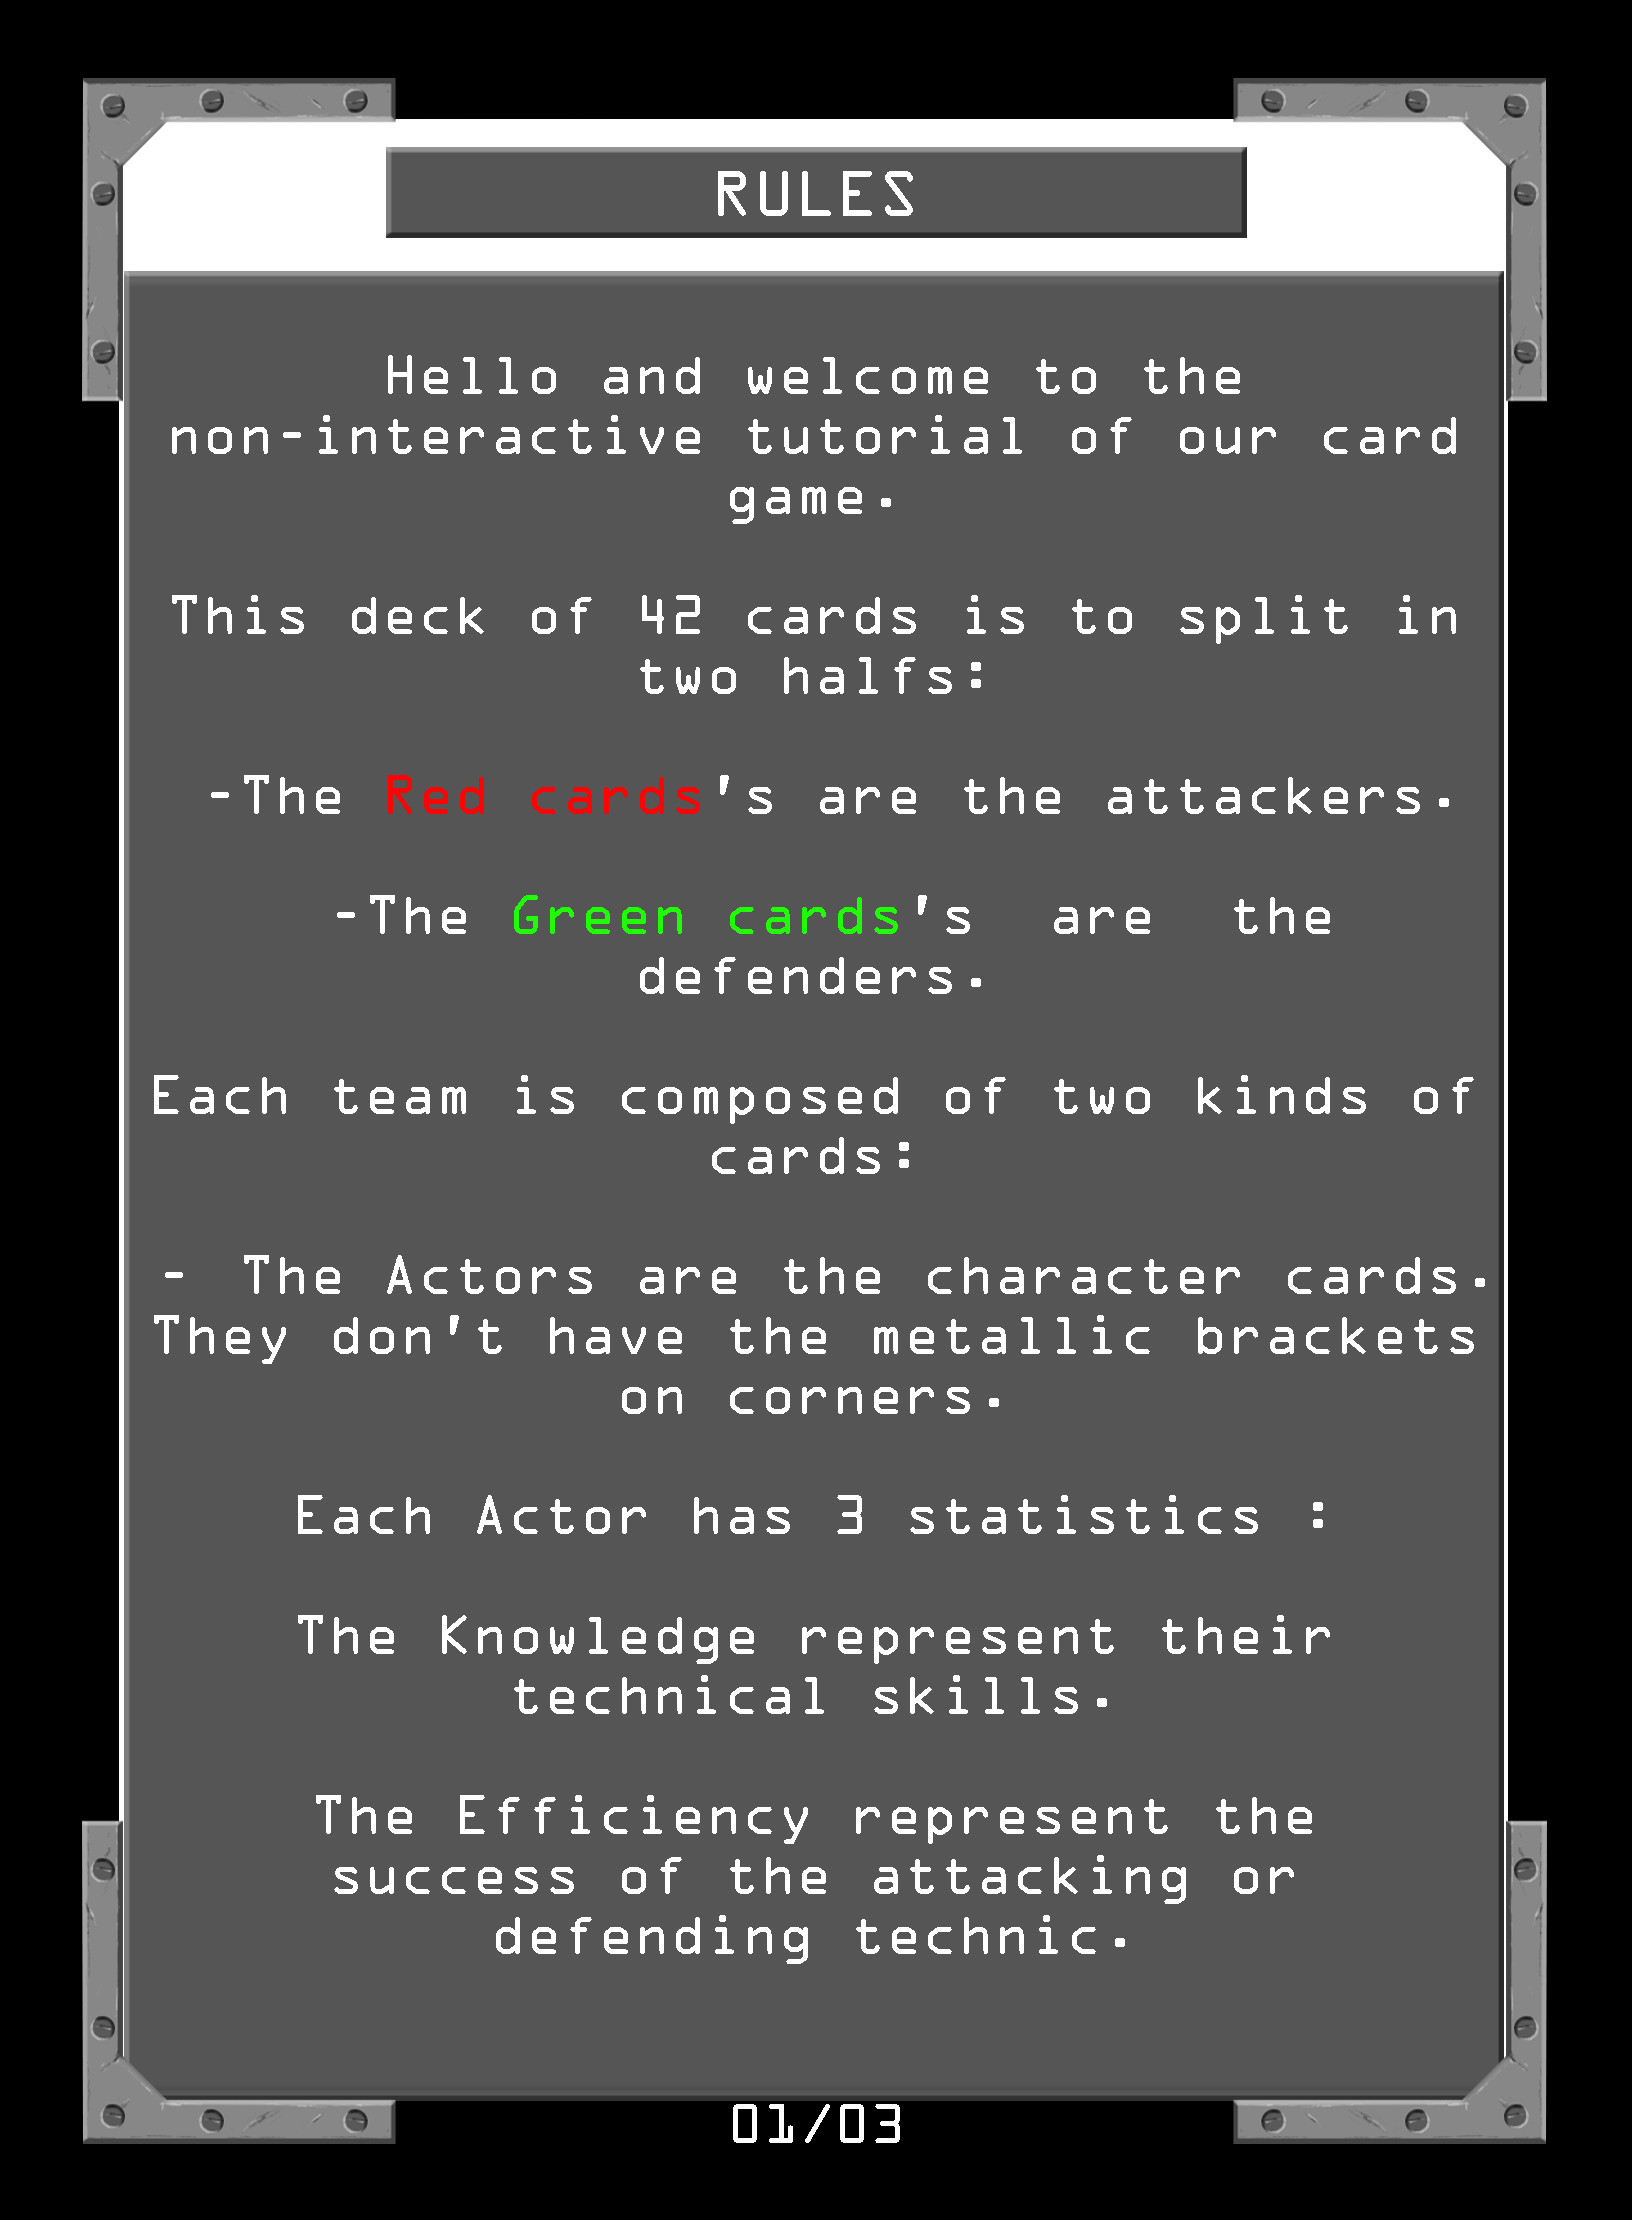 RULES
Hello and welcome to the
non-interactive tutorial of our card
game.
This deck of 42 cards is to split in
two halfs:
-The Red cards's are the attackers.
-The Green cards's are the
defenders.
Each team is composed of two kinds of
cards:
- The Actors are the character cards.
They don't have the metallic brackets
on corners.
Each Actor has 3 statistics :
The Knowledge represent their
technical skills.
The Efficiency represent the
success of the attacking or
defending technic.
01/03